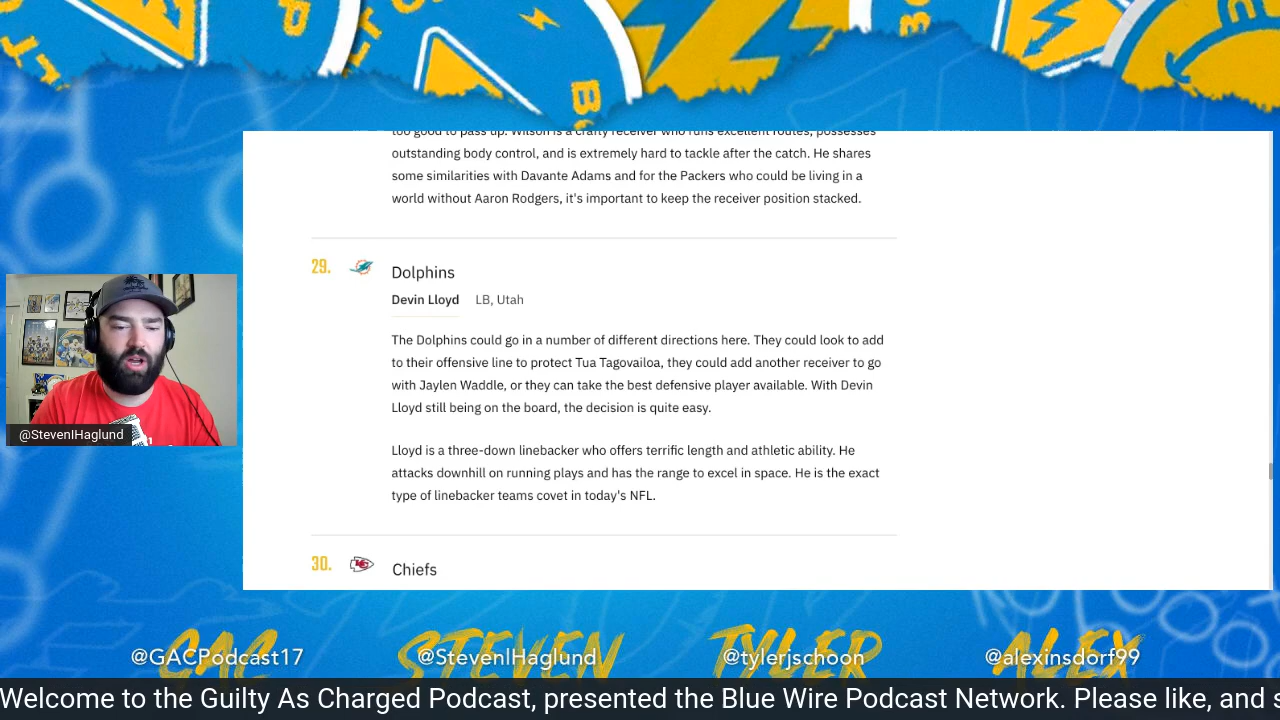 too good to pass up. Wilson is a crafty receiver who runs excellent routes, possesses
outstanding body control, and is extremely hard to tackle after the catch. He shares
some similarities with Davante Adams and for the Packers who could be living in a
world without Aaron Rodgers, it's important to keep the receiver position stacked.
29.
Dolphins
Devin Lloyd LB, Utah
The Dolphins could go in a number of different directions here. They could look to add
to their offensive line to protect Tua Tagovailoa, they could add another receiver to go
with Jaylen Waddle, or they can take the best defensive player available. With Devin
Lloyd still being on the board, the decision is quite easy.
Lloyd is a three-down linebacker who offers terrific length and athletic ability. He
attacks downhill on running plays and has the range to excel in space. He is the exact
type of linebacker teams covet in today's NFL.
30.
KC
Chiefs
@StevenIHaglund
GAC STEVEN TYLER ALEX
@GACPodcast17 @StevenIHaglund @tylerjschoon @alexinsdorf99
Welcome to the Guilty As Charged Podcast, presented the Blue Wire Podcast Network. Please like, and s